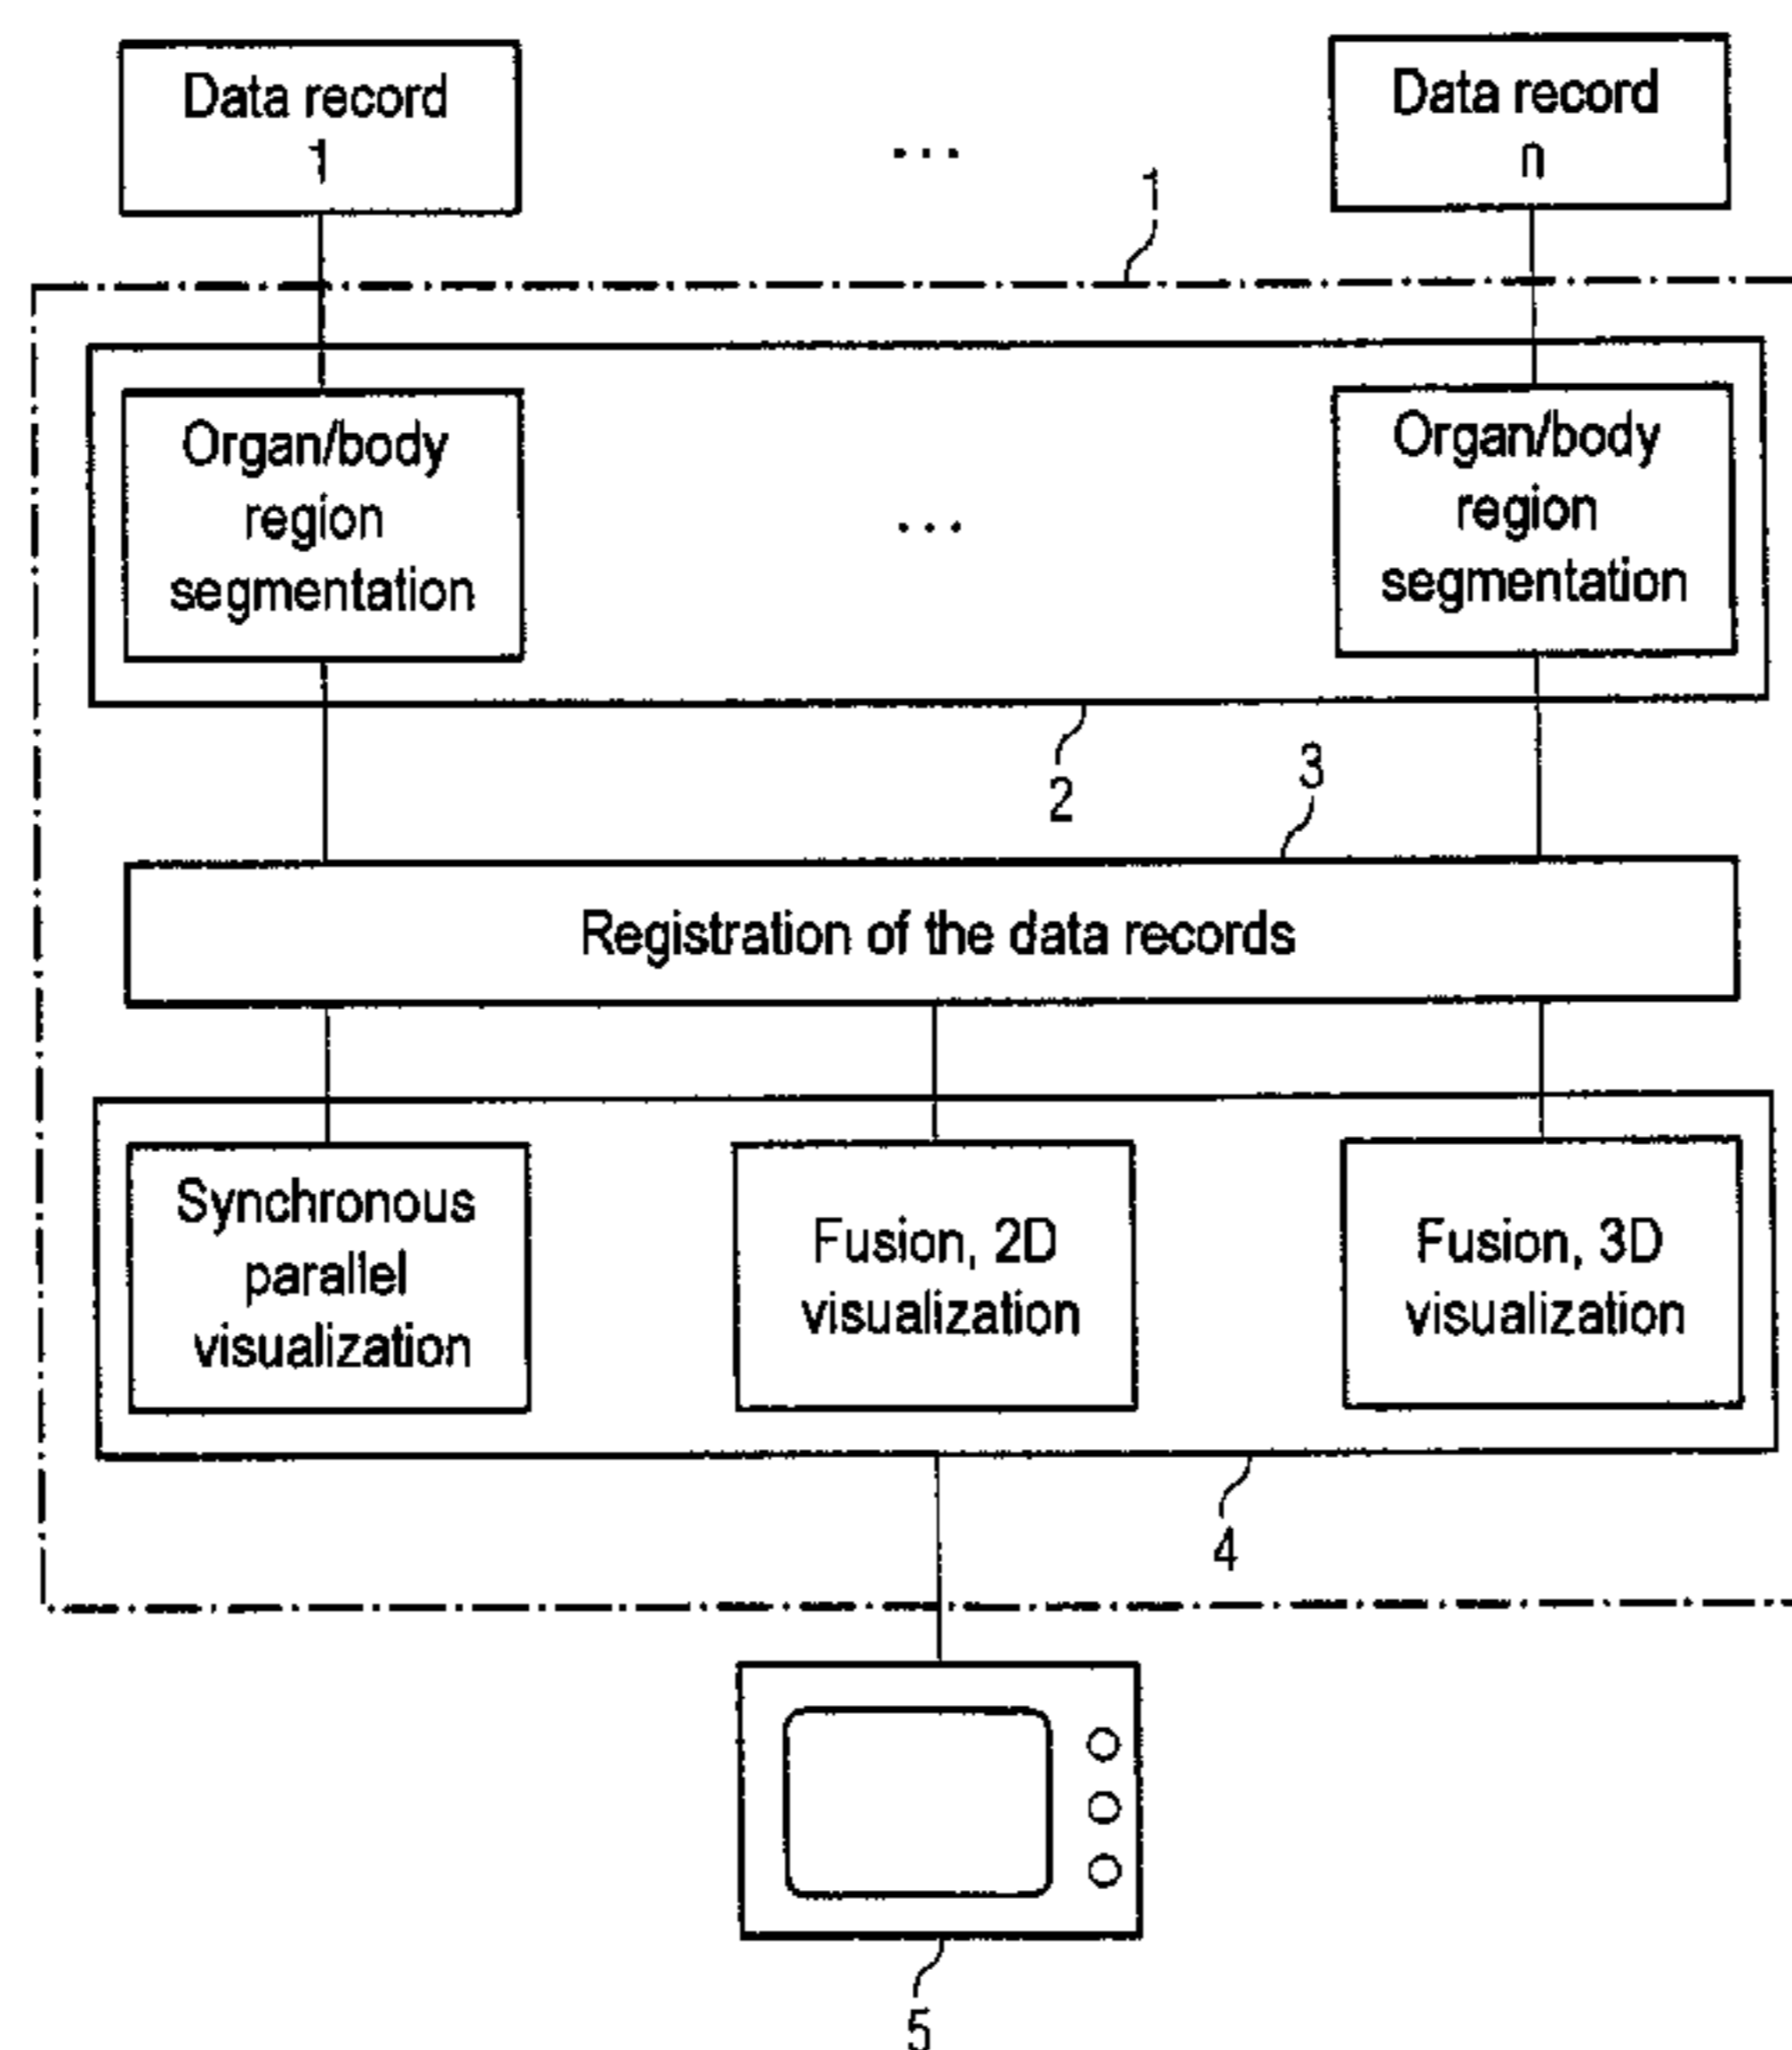 Data record
1
...
Data record
n
1
Organ/body
region
segmentation
...
Organ/body
region
segmentation
2
3
Registration of the data records
Synchronous
parallel
visualization
Fusion, 2D
visualization
Fusion, 3D
visualization
4
5